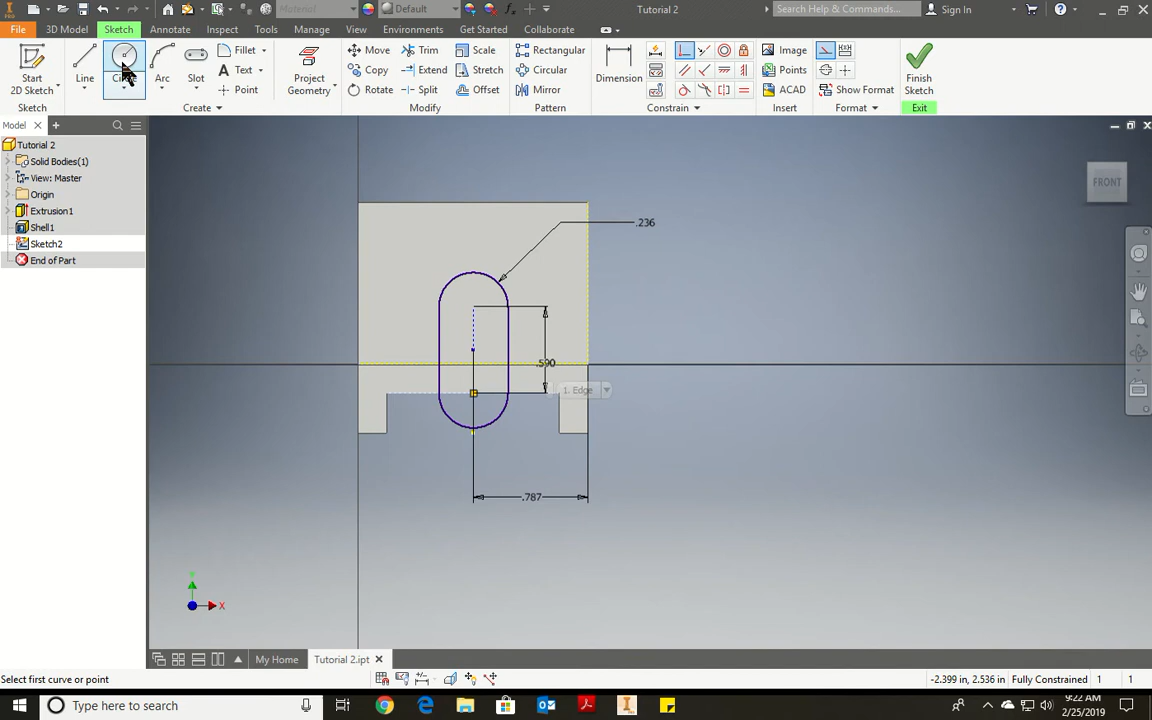 Material
Default
Tutorial 2
Search Help & Commands...
Sign In
File
3D Model
Sketch
Annotate
Inspect
Tools
Manage
View
Environments
Get Started
Collaborate
Start
2D Sketch
Line
Circle
Arc
Slot
Fillet
Text
Point
Project
Geometry
Move
Copy
Rotate
Trim
Extend
Split
Scale
Stretch
Offset
Rectangular
Circular
Mirror
Dimension
Image
Points
ACAD
Show Format
Finish
Sketch
Sketch
Create
Modify
Pattern
Constrain
Insert
Format
Exit
Model
Tutorial 2
Solid Bodies(1)
View: Master
Origin
Extrusion1
Shell1
Sketch2
End of Part
FRONT
.236
.590
1. Edge
.787
X
My Home
Tutorial 2.ipt
Select first curve or point
-2.399 in, 2.536 in
Fully Constrained
1
1
Type here to search
9:22 AM
2/25/2019